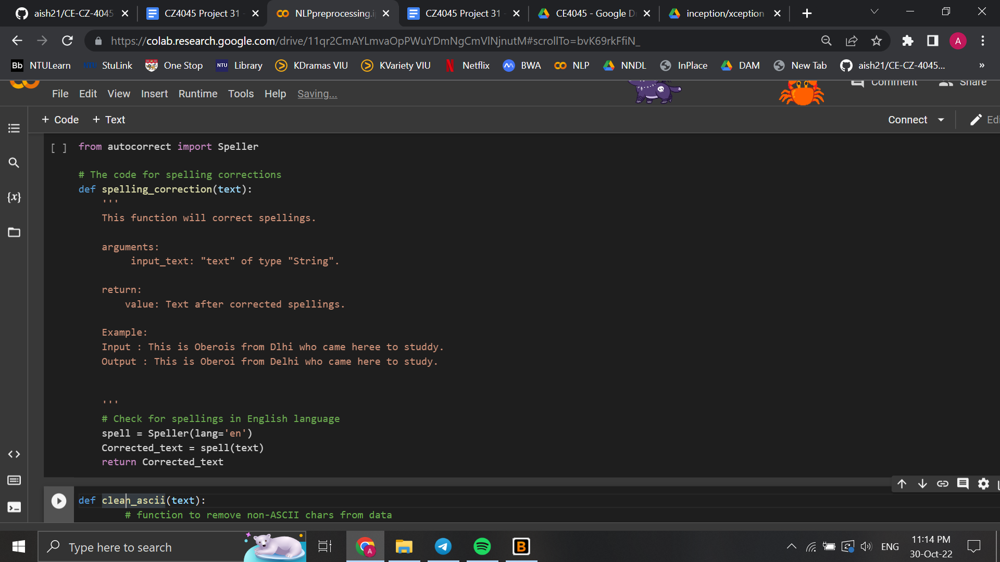 aish21/CE-CZ-4045
CZ4045 Project 31 -
NLPpreprocessing.i
CZ4045 Project 31 -
CE4045 - Google D
inception/xception
https://colab.research.google.com/drive/11qr2CmAYLmvaOpPWuYDmNgCmVlNjnutM#scrollTo=bvK69rkFfiN_
A
Bb NTULearn
NTU StuLink
One Stop
NTU Library
KDramas VIU
KVariety VIU
Netflix
BWA
NLP
NNDL
InPlace
DAM
New Tab
aish21/CE-CZ-4045...
»
File Edit View Insert Runtime Tools Help Saving...
Comment
Share
+ Code + Text
Connect
Edi
{x}
[ ] from autocorrect import Speller
# The code for spelling corrections
def spelling_correction(text):
'''
This function will correct spellings.
arguments:
input_text: "text" of type "String".
return:
value: Text after corrected spellings.
Example:
Input : This is Oberois from Dlhi who came heree to studdy.
Output : This is Oberoi from Delhi who came here to study.
'''
# Check for spellings in English language
spell = Speller(lang='en')
Corrected_text = spell(text)
return Corrected_text
def clean_ascii(text):
# function to remove non-ASCII chars from data
Type here to search
A
B
ENG
11:14 PM
30-Oct-22